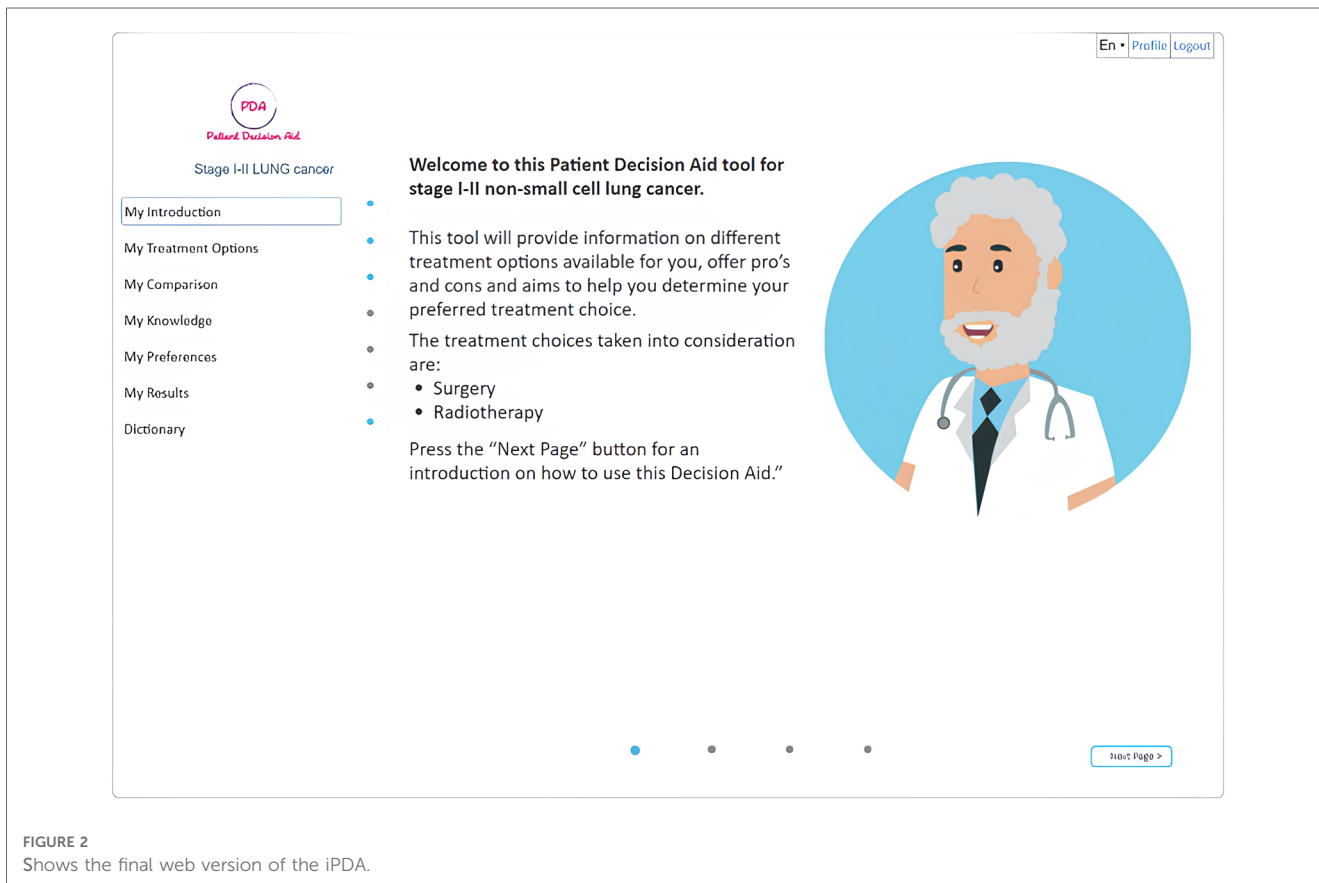 En • Profile Logout
PDA
Patient Decision Aid
Stage I-II LUNG cancer
My Introduction
My Treatment Options
My Comparison
My Knowledge
My Preferences
My Results
Dictionary
Welcome to this Patient Decision Aid tool for
stage I-II non-small cell lung cancer.
This tool will provide information on different
treatment options available for you, offer pro's
and cons and aims to help you determine your
preferred treatment choice.
The treatment choices taken into consideration
are:
• Surgery
• Radiotherapy
Press the “Next Page” button for an
introduction on how to use this Decision Aid.”
Next Page >
FIGURE 2
Shows the final web version of the iPDA.